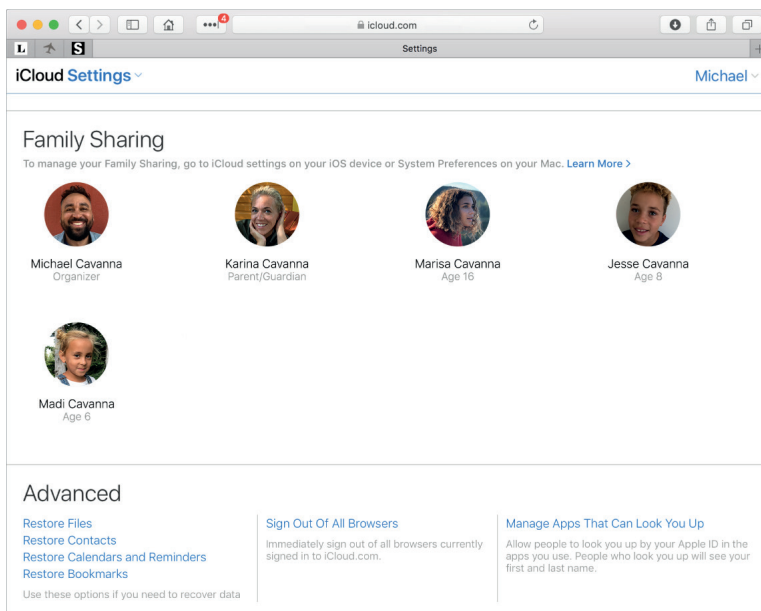 4
icloud.com
L
S
Settings
iCloud Settings
Michael
Family Sharing
To manage your Family Sharing, go to iCloud settings on your iOS device or System Preferences on your Mac. Learn More >
Michael Cavanna
Organizer
Karina Cavanna
Parent/Guardian
Marisa Cavanna
Age 16
Jesse Cavanna
Age 8
Madi Cavanna
Age 6
Advanced
Restore Files
Restore Contacts
Restore Calendars and Reminders
Restore Bookmarks
Use these options if you need to recover data
Sign Out Of All Browsers
Immediately sign out of all browsers currently
signed in to iCloud.com.
Manage Apps That Can Look You Up
Allow people to look you up by your Apple ID in the
apps you use. People who look you up will see your
first and last name.